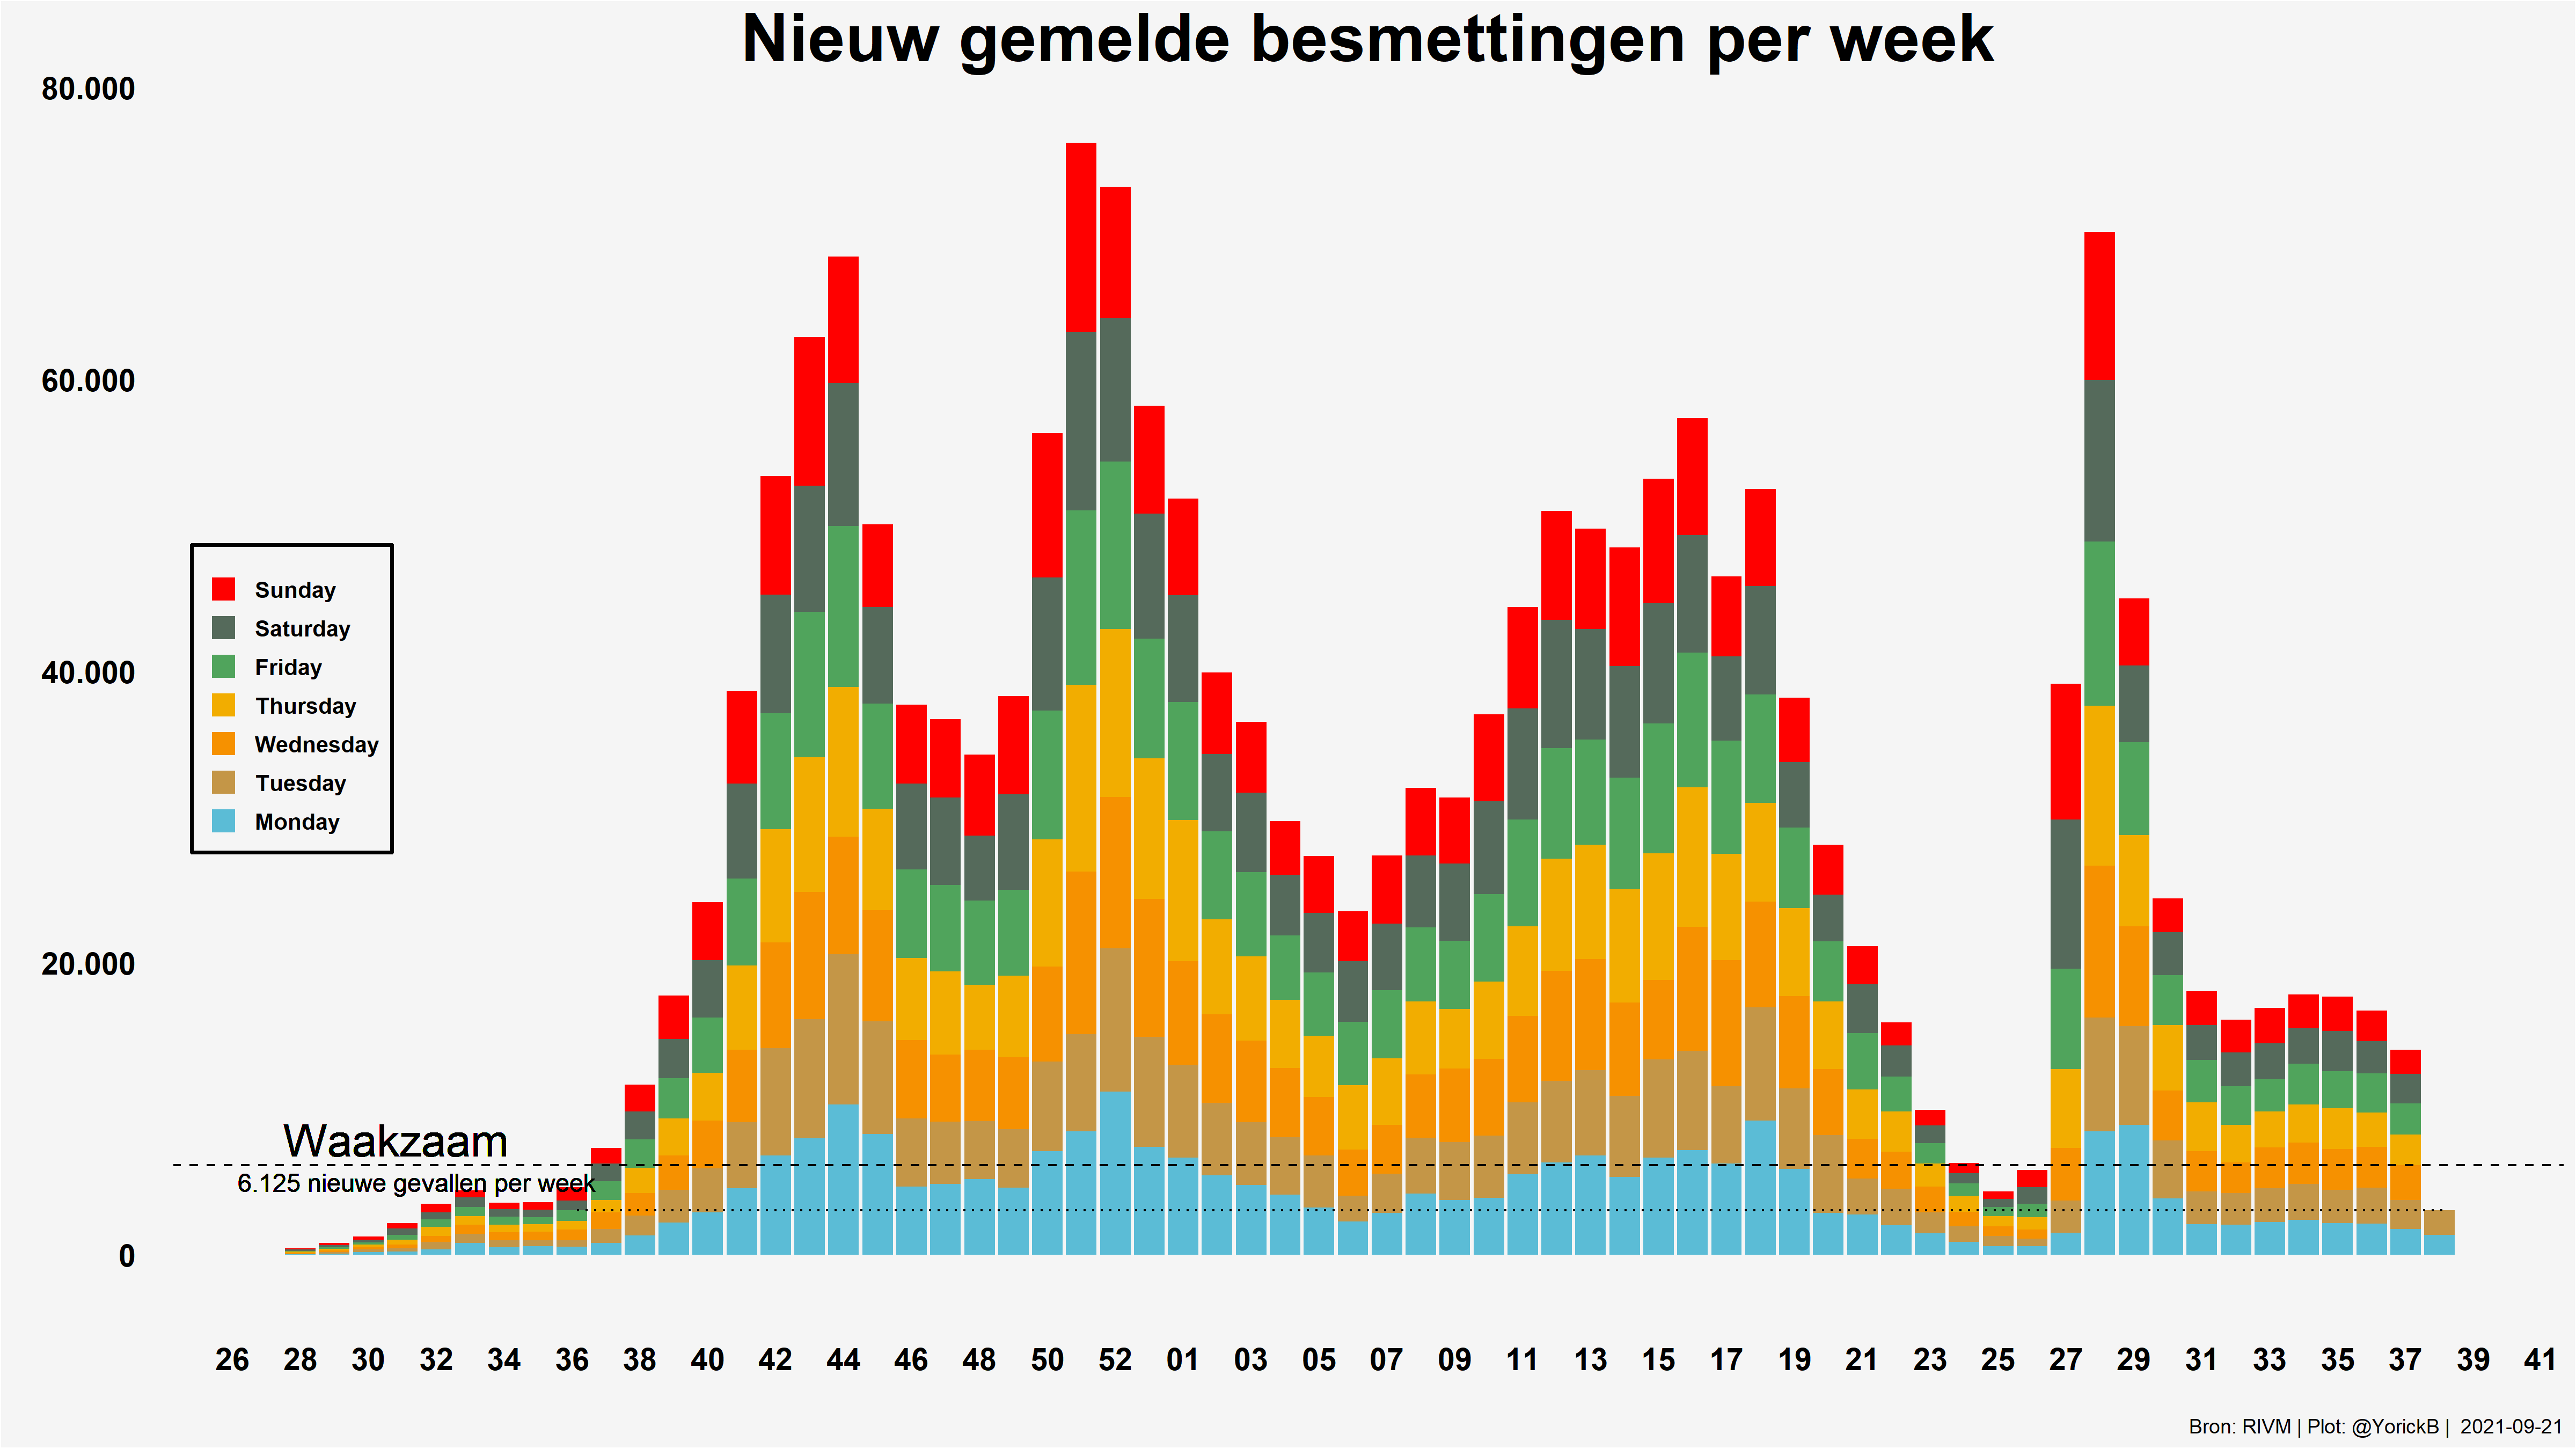 Nieuw gemelde besmettingen per week
80.000
60.000
40.000
20.000
0
Sunday
Saturday
Friday
Thursday
Wednesday
Tuesday
Monday
Waakzaam
6.125 nieuwe gevallen per week
26 28 30 32 34 36 38 40 42 44 46 48 50 52 01 03 05 07 09 11 13 15 17 19 21 23 25 27 29 31 33 35 37 39 41
Bron: RIVM | Plot: @YorickB | 2021-09-21